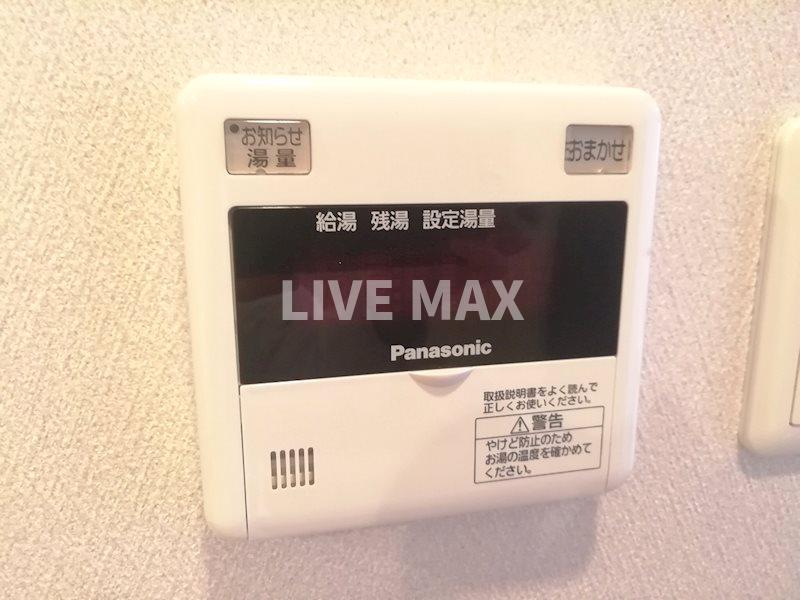 お知らせ
湯量
おまかせ
給湯 残湯 設定湯量
LIVE MAX
Panasonic
取扱説明書をよく読んで
正しくお使いください。
警告
やけど防止のため
お湯の温度を確かめて
ください。